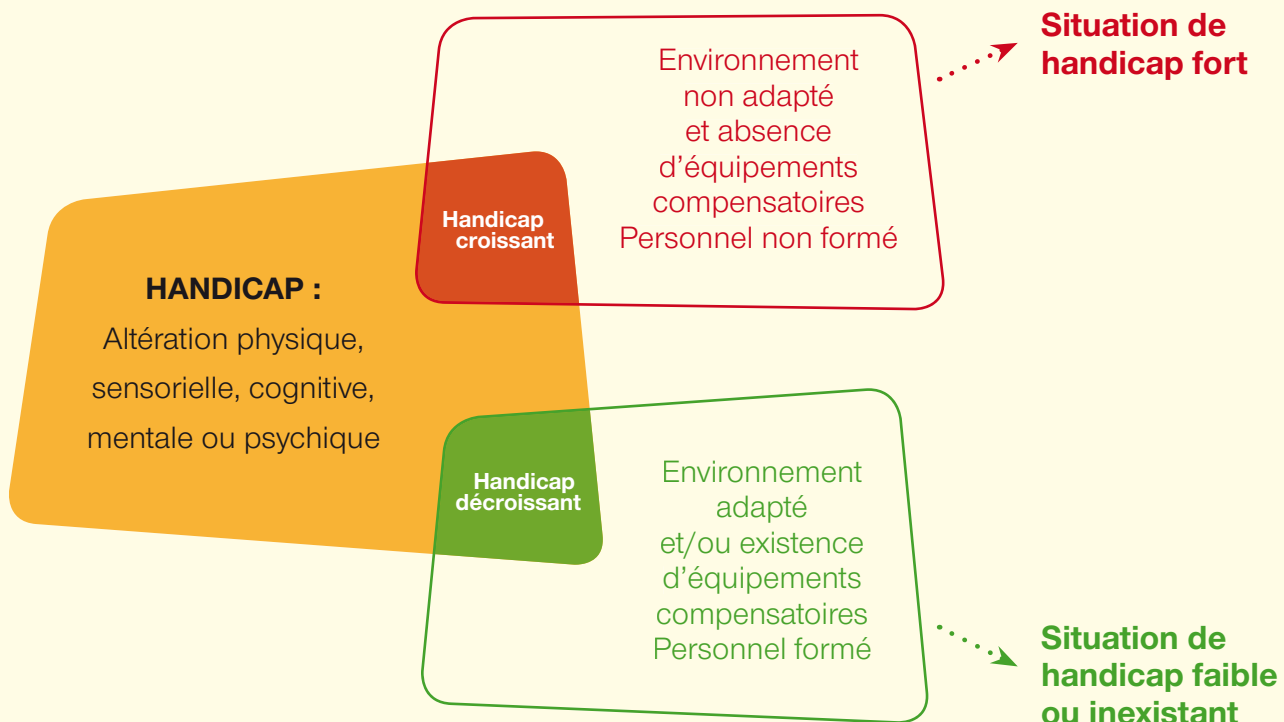 Environnement
non adapté
et absence
d’équipements
compensatoires
Personnel non formé
Situation de
handicap fort
Handicap
croissant
HANDICAP :
Altération physique,
sensorielle, cognitive,
mentale ou psychique
Handicap
décroissant
Environnement
adapté
et/ou existence
d’équipements
compensatoires
Personnel formé
Situation de
handicap faible
ou inexistant